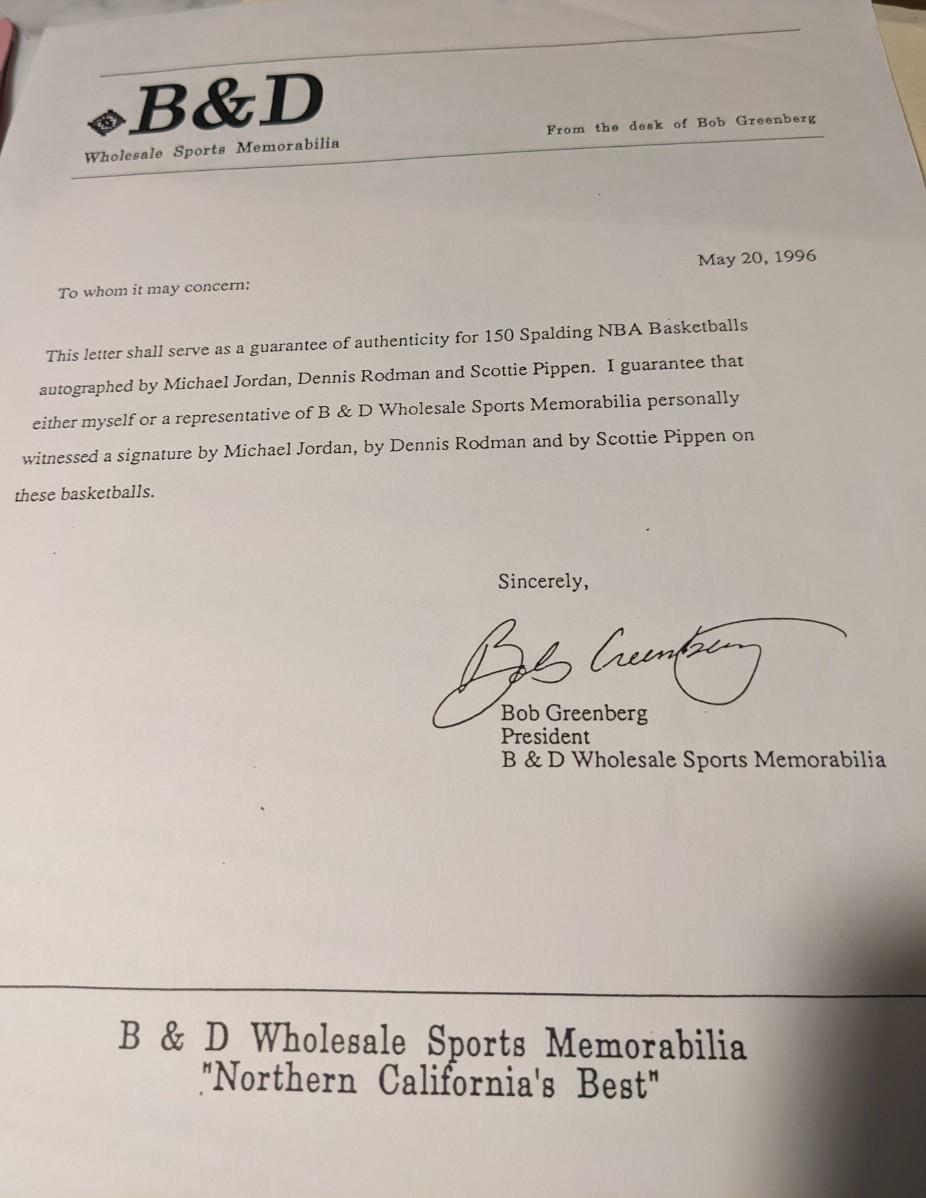 B&D
Wholesale Sports Memorabilia
From the desk of Bob Greenberg
May 20, 1996
To whom it may concern:
This letter shall serve as a guarantee of authenticity for 150 Spalding NBA Basketballs
autographed by Michael Jordan, Dennis Rodman and Scottie Pippen. I guarantee that
either myself or a representative of B & D Wholesale Sports Memorabilia personally
witnessed a signature by Michael Jordan, by Dennis Rodman and by Scottie Pippen on
these basketballs.
Sincerely,
Bob Greenberg
Bob Greenberg
President
B & D Wholesale Sports Memorabilia
B & D Wholesale Sports Memorabilia
"Northern California's Best"